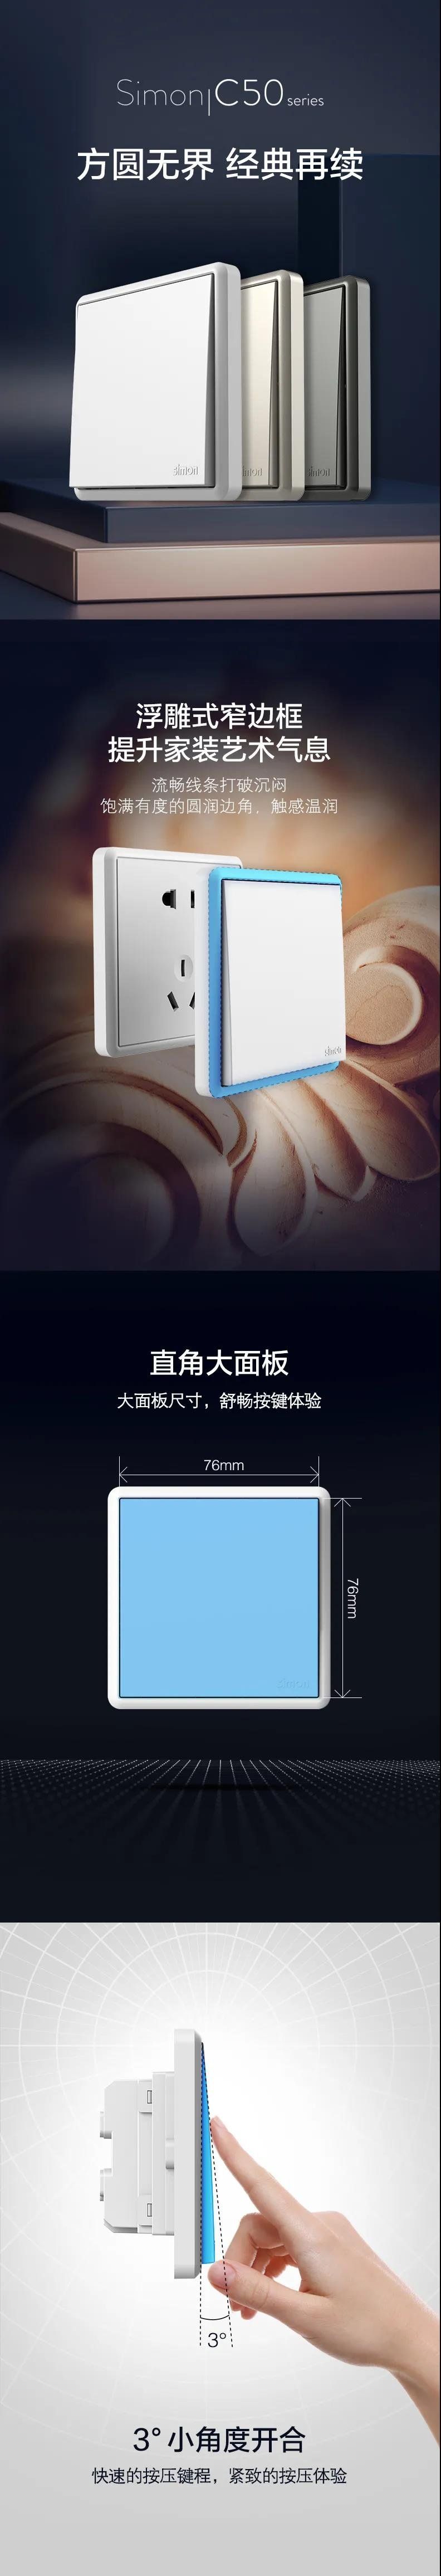 Simon|C50 series
方圆无界 经典再续
simon
simon
simon
浮雕式窄边框
提升家装艺术气息
流畅线条打破沉闷
饱满有度的圆润边角，触感温润
simon
直角大面板
大面板尺寸，舒畅按键体验
76mm
76mm
simon
3°
3° 小角度开合
快速的按压键程，紧致的按压体验